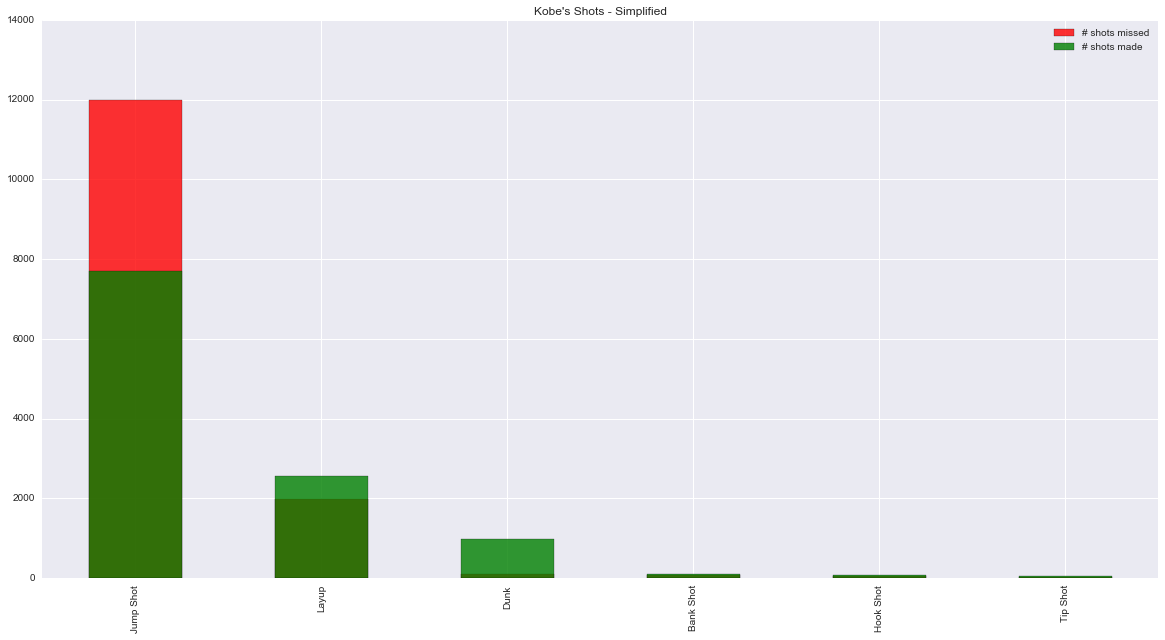 Kobe's Shots - Simplified
# shots missed
# shots made
14000
12000
10000
8000
6000
4000
2000
0
Jump Shot
Layup
Dunk
Bank Shot
Hook Shot
Tip Shot